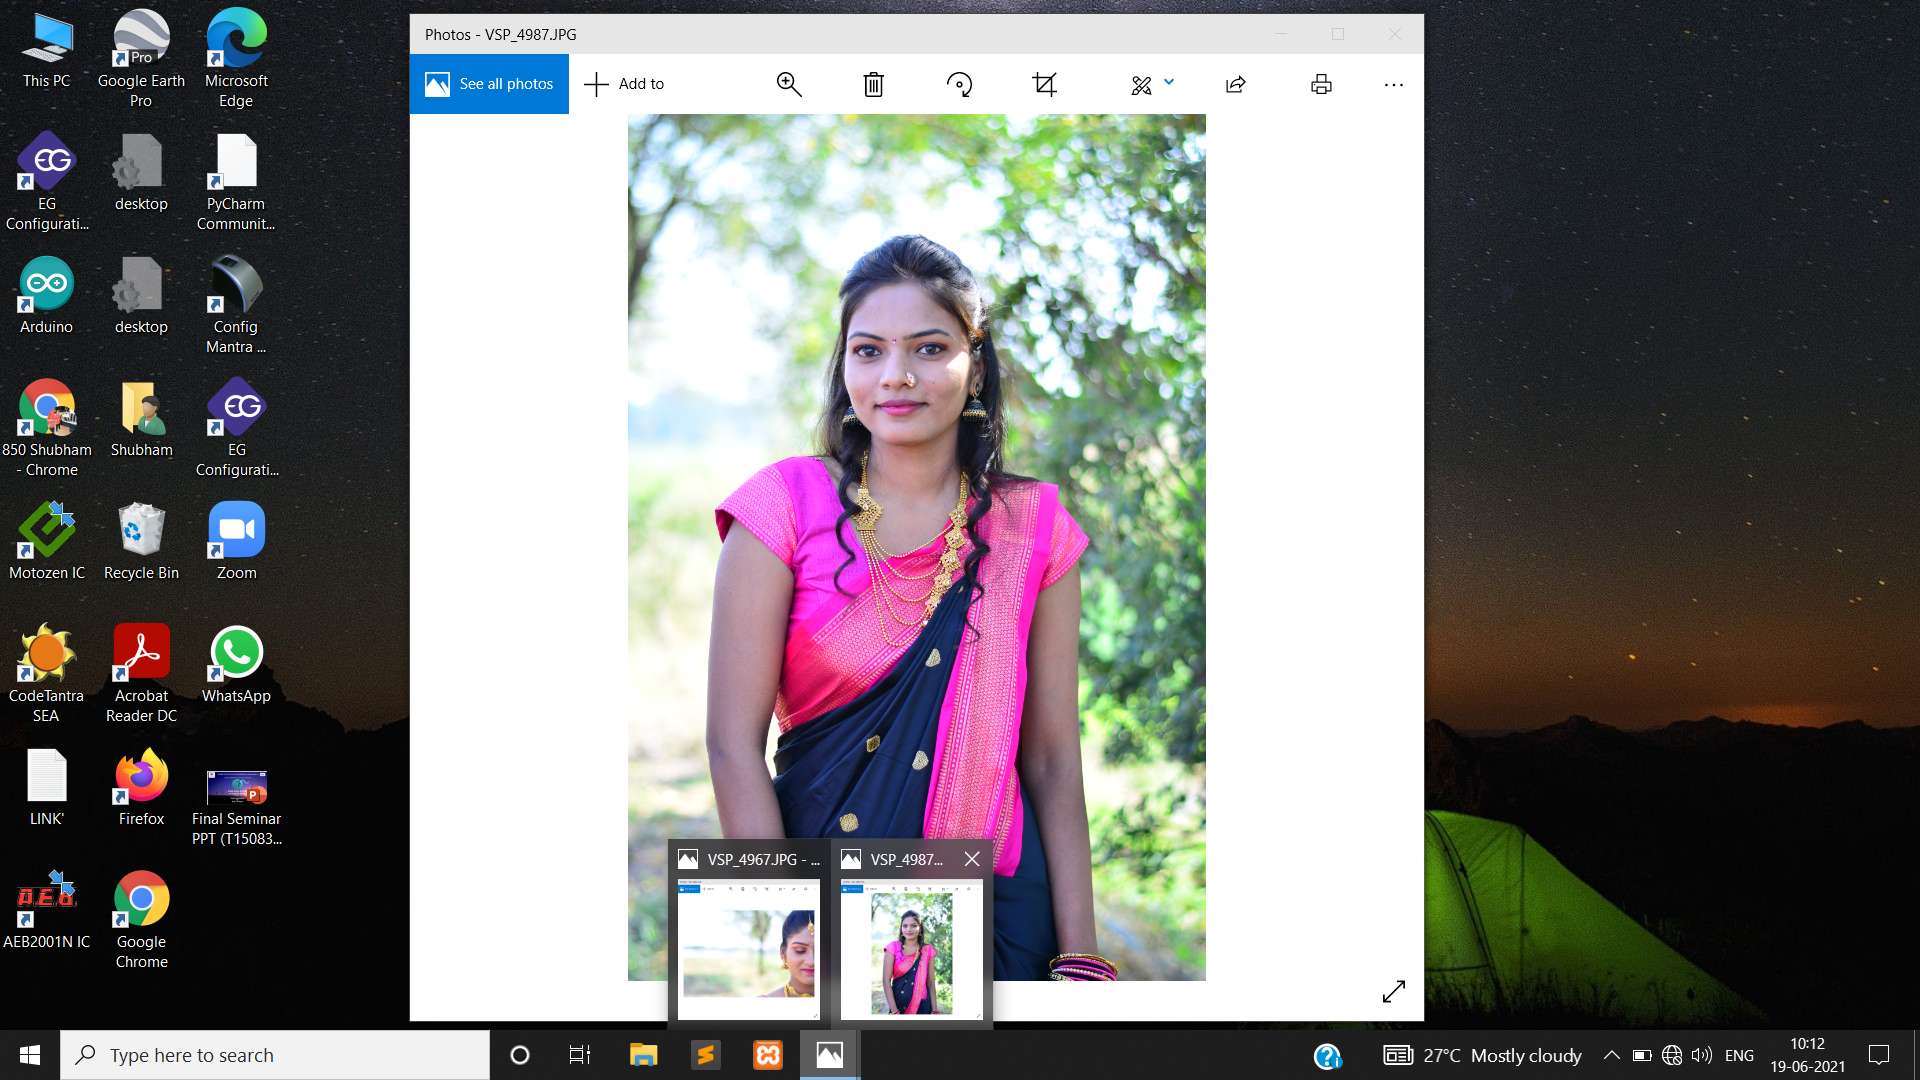 This PC
Google Earth
Pro
Microsoft
Edge
EG
Configurati...
desktop
PyCharm
Communit...
Arduino
desktop
Config
Mantra ...
850 Shubham
- Chrome
Shubham
EG
Configurati...
Motozen IC
Recycle Bin
Zoom
CodeTantra
SEA
Acrobat
Reader DC
WhatsApp
LINK'
Firefox
Final Seminar
PPT (T15083...
AEB2001N IC
Google
Chrome
Pro
EG
EG
A.E.B.
P
Photos - VSP_4987.JPG
See all photos
Add to
VSP_4967.JPG - ...
VSP_4987...
Type here to search
27°C Mostly cloudy
ENG
10:12
19-06-2021